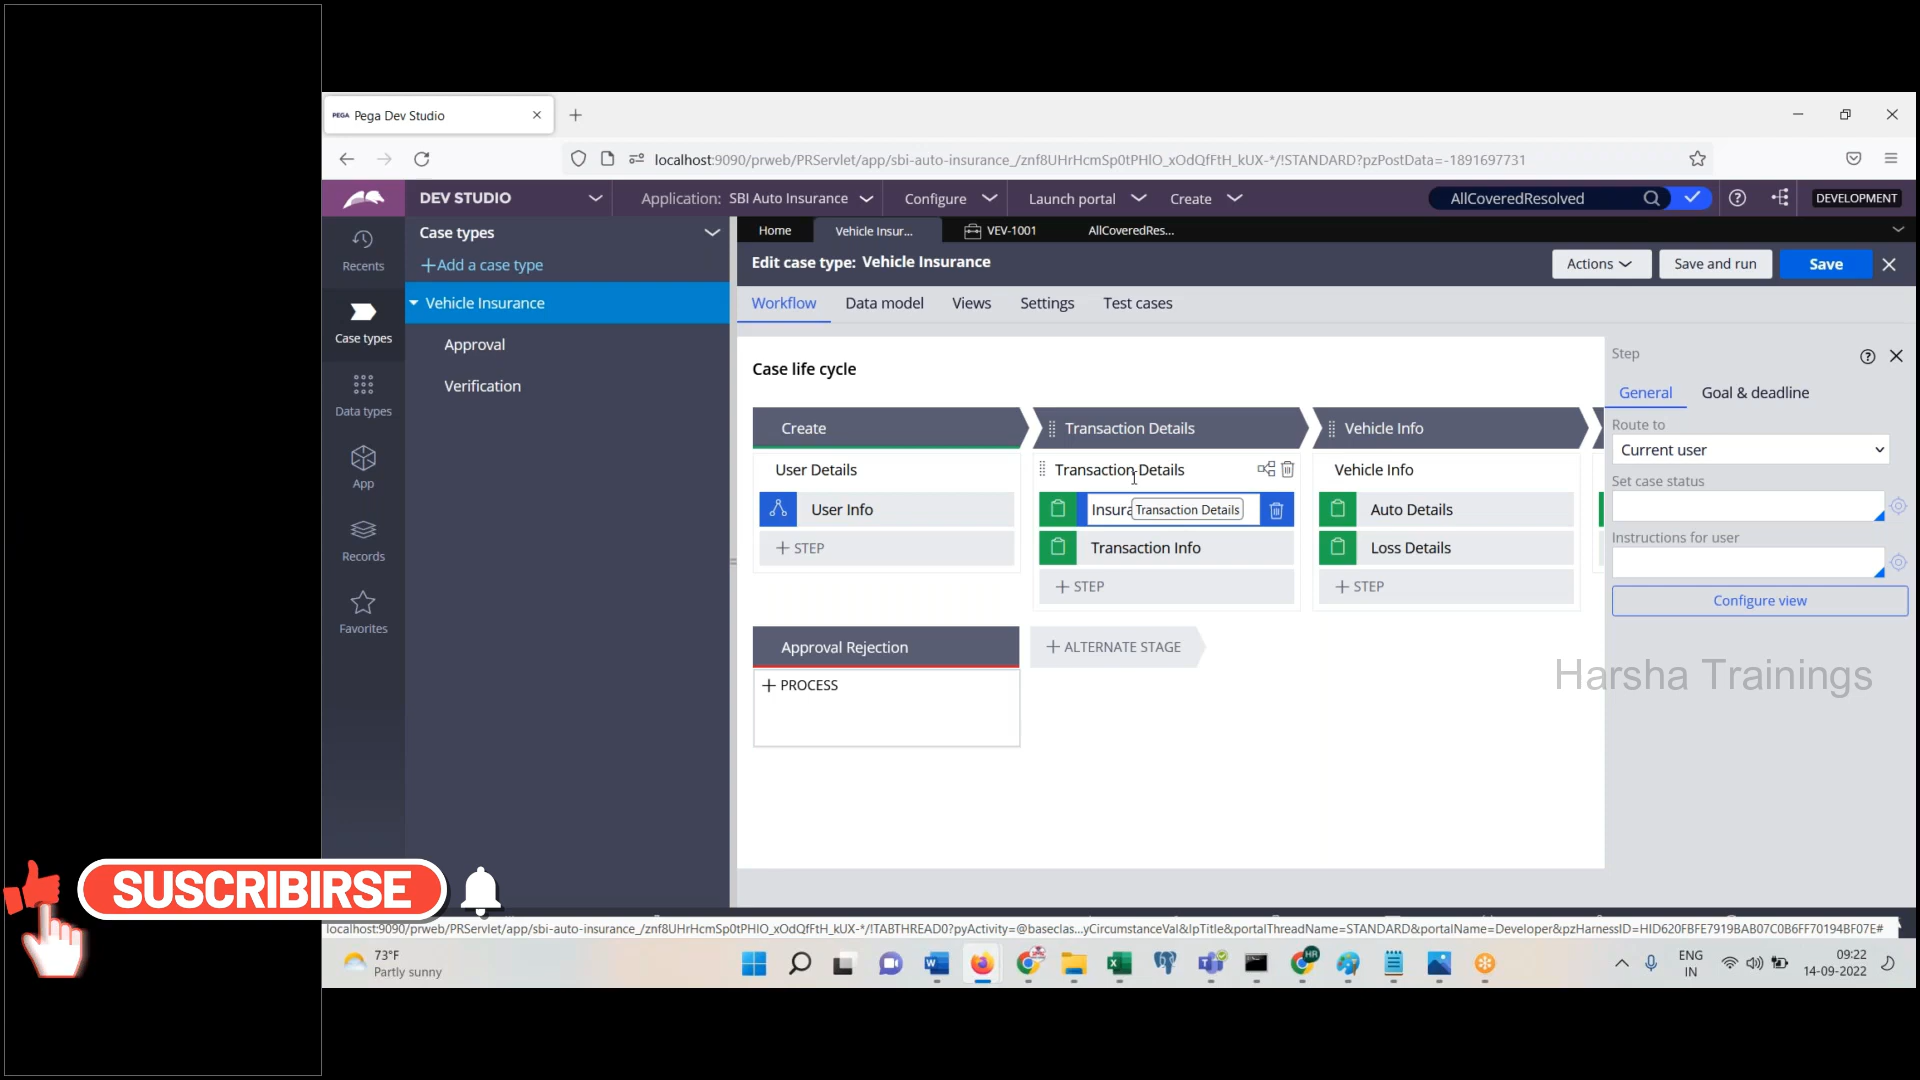 PEGA Pega Dev Studio
localhost:9090/prweb/PRServlet/app/sbi-auto-insurance_/znf8UHrHcmSp0tPHlO_xOdQfFtH_kUX-*/!STANDARD?pzPostData=-1891697731
DEV STUDIO
Application: SBI Auto Insurance
Configure
Launch portal
Create
AllCoveredResolved
DEVELOPMENT
Recents
Case types
Data types
App
Records
Favorites
Case types
+Add a case type
Vehicle Insurance
Approval
Verification
Home
Vehicle Insur...
VEV-1001
AllCoveredRes...
Edit case type: Vehicle Insurance
Actions
Save and run
Save
Workflow
Data model
Views
Settings
Test cases
Case life cycle
Create
Transaction Details
Vehicle Info
User Details
Transaction Details
Vehicle Info
User Info
Insura
Transaction Details
Auto Details
+ STEP
Transaction Info
Loss Details
+ STEP
+ STEP
Approval Rejection
+ ALTERNATE STAGE
+ PROCESS
Step
General
Goal & deadline
Route to
Current user
Set case status
Instructions for user
Configure view
Harsha Trainings
SUSCRIBIRSE
localhost:9090/prweb/PRServlet/app/sbi-auto-insurance_/znf8UHrHcmSp0tPHlO_xOdQfFtH_kUX-*/!TABTHREAD0?pyActivity=@baseclas...yCircumstanceVal&lpTitle&portalThreadName=STANDARD&portalName=Developer&pzHarnessID=HID620FBFE7919BAB07C0B6FF70194BF07E#
73°F
Partly sunny
ENG
IN
09:22
14-09-2022